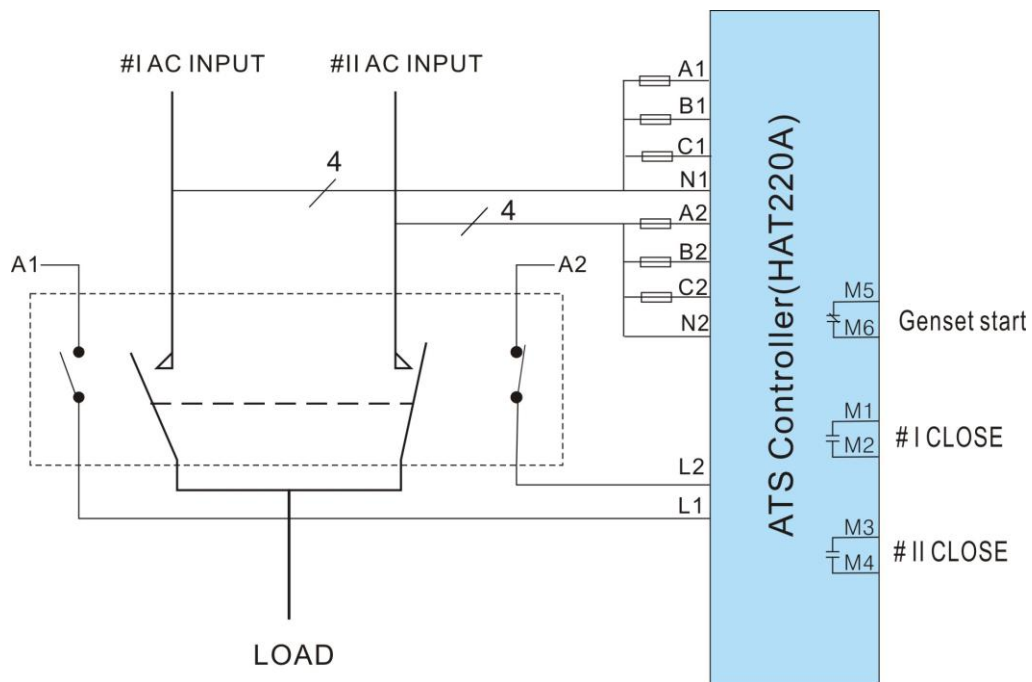 #I AC INPUT
#II AC INPUT
4
4
A1
A2
LOAD
A1
B1
C1
N1
A2
B2
C2
N2
L2
L1
ATS Controller(HAT220A)
M5
M6
Genset start
M1
M2
# I CLOSE
M3
M4
# II CLOSE